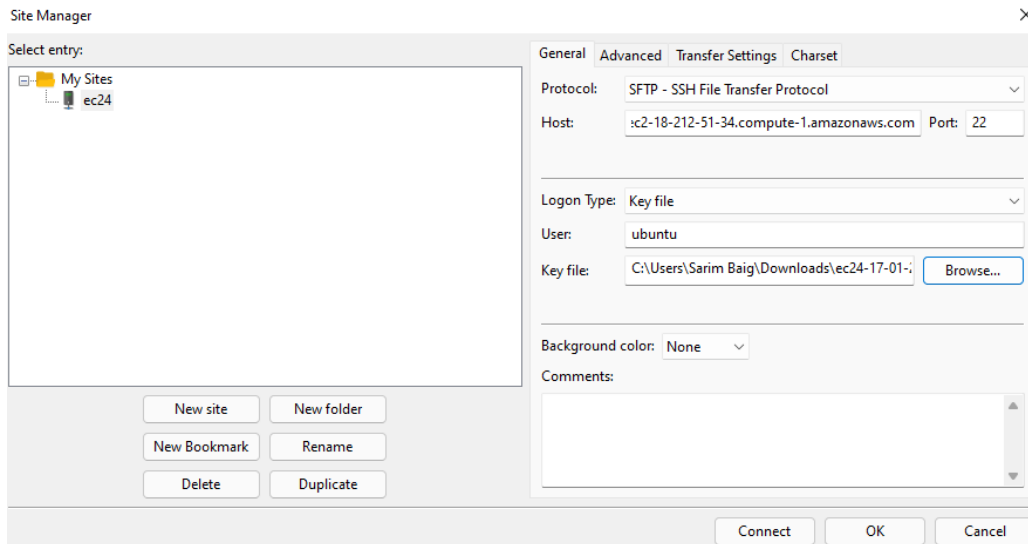 Site Manager
Select entry:
My Sites
ec24
New site
New folder
New Bookmark
Rename
Delete
Duplicate
General Advanced Transfer Settings Charset
Protocol: SFTP - SSH File Transfer Protocol
Host: :c2-18-212-51-34.compute-1.amazonaws.com Port: 22
Logon Type: Key file
User: ubuntu
Key file: C:\Users\Sarim Baig\Downloads\ec24-17-01-2 Browse...
Background color: None
Comments:
Connect OK Cancel